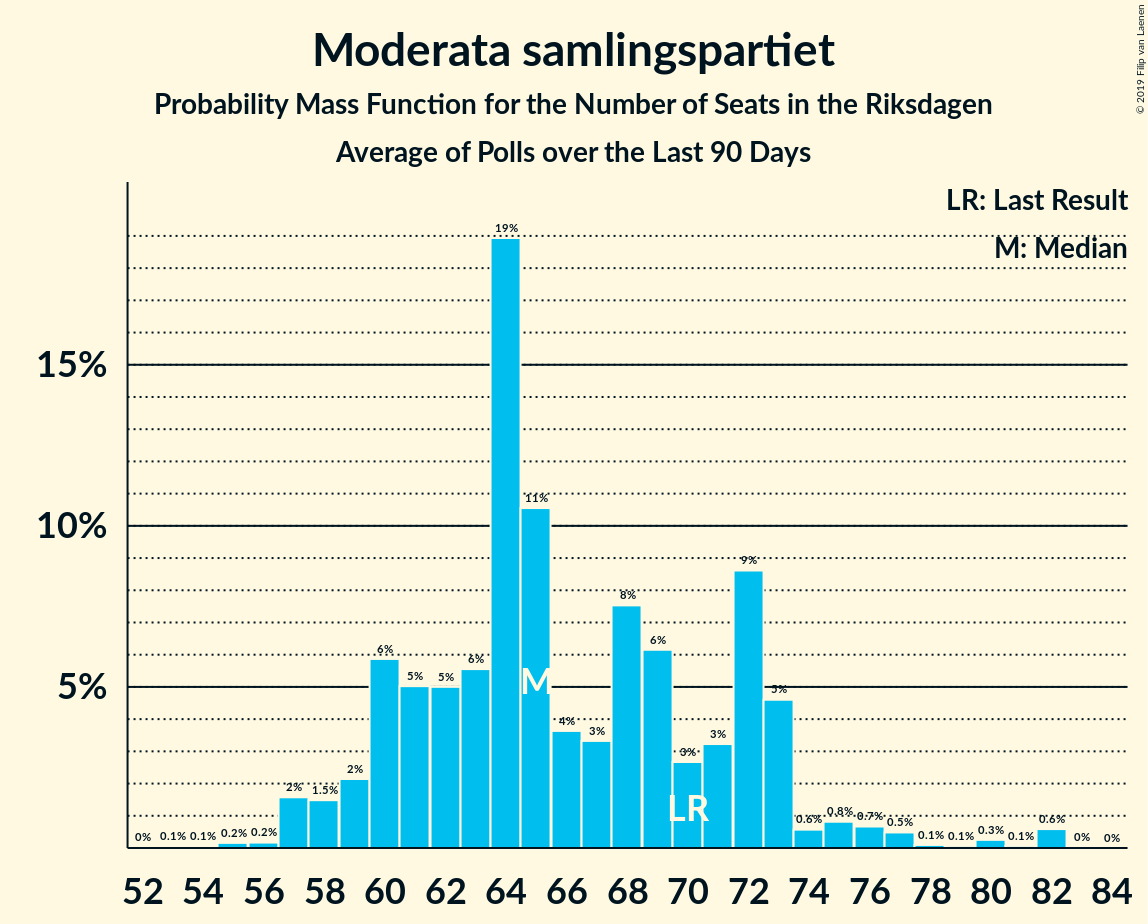 Moderata samlingspartiet
Probability Mass Function for the Number of Seats in the Riksdagen
Average of Polls over the Last 90 Days
© 2019 Filip van Laenen
LR: Last Result
M: Median
15%
10%
5%
0% 0.1% 0.1% 0.2% 0.2% 2% 1.5% 2% 6% 5% 5% 6% 19% 11% 4% 3% 8% 6% 3% 3% 9% 5% 0.6% 0.8% 0.7% 0.5% 0.1% 0.1% 0.3% 0.1% 0.6% 0% 0%
M
LR
52 54 56 58 60 62 64 66 68 70 72 74 76 78 80 82 84